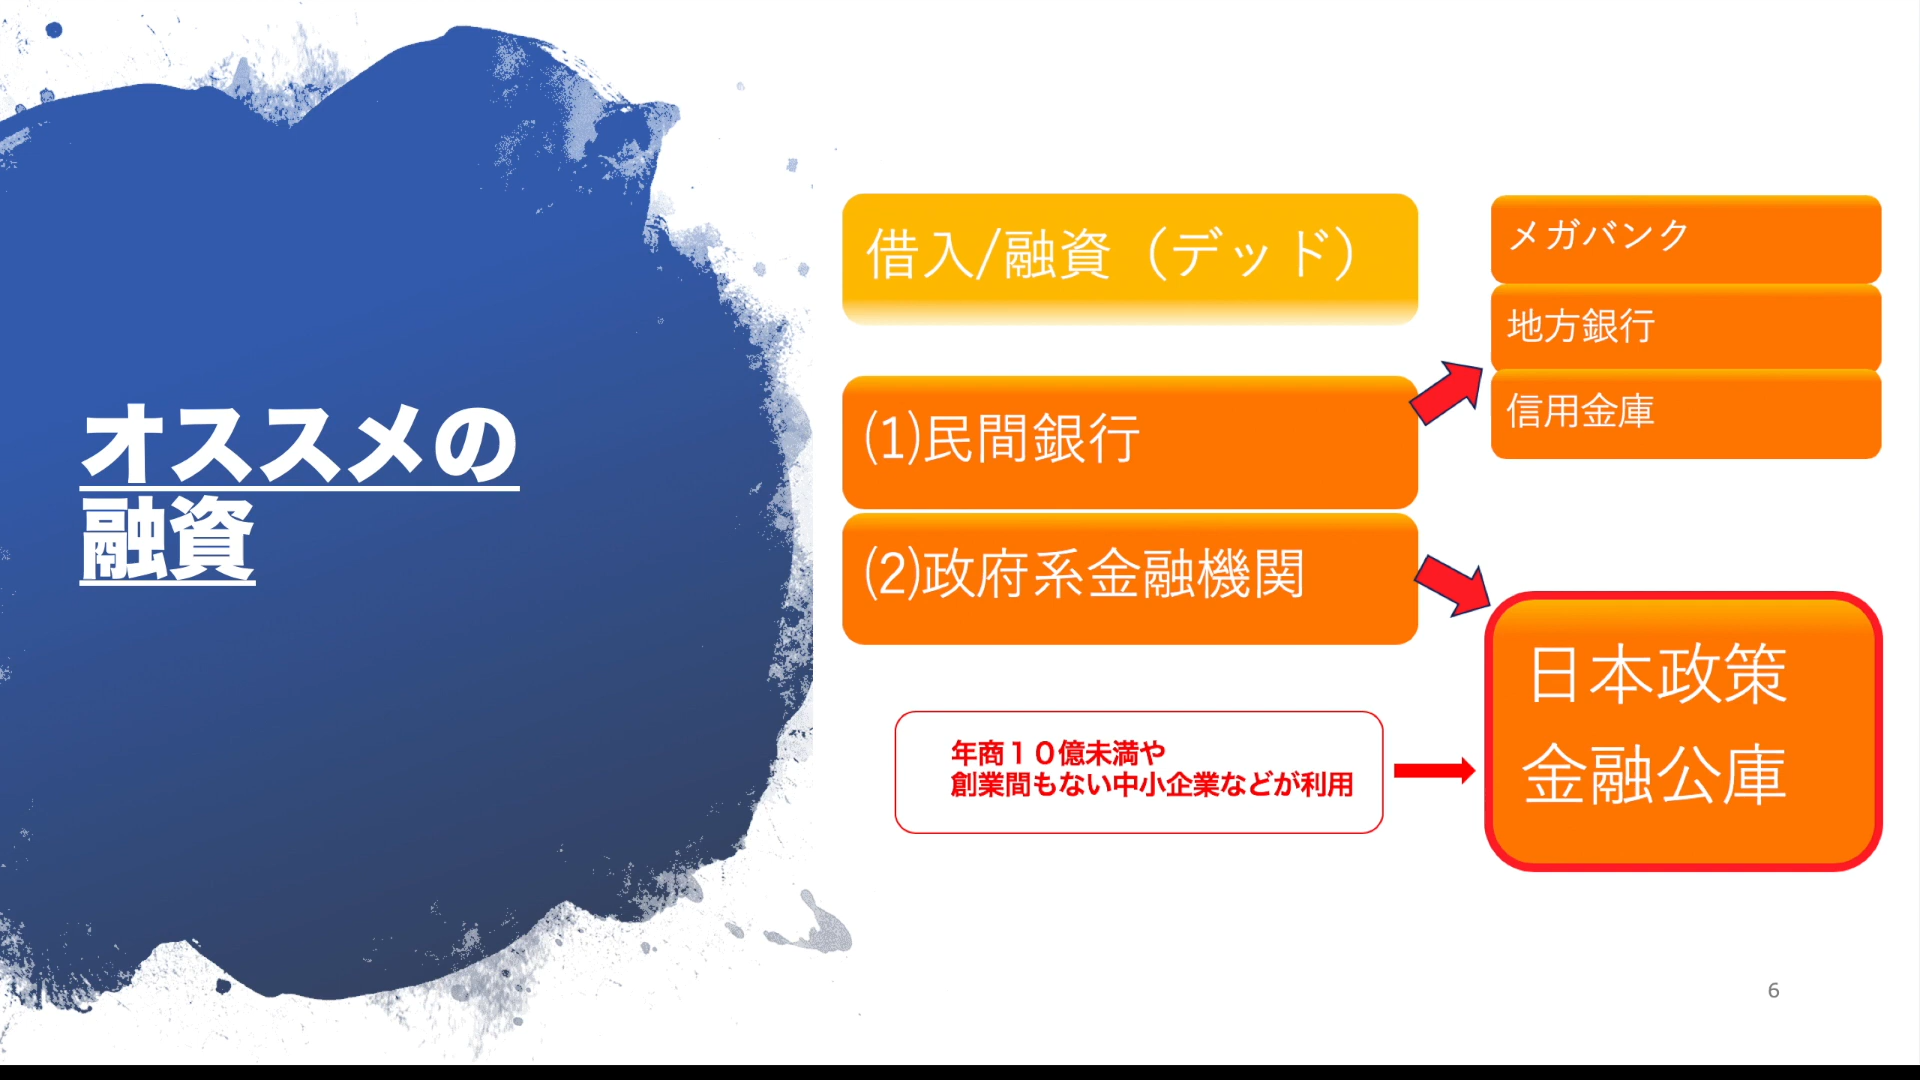 オススメの
融資
借入/融資（デッド）
(1)民間銀行
(2)政府系金融機関
メガバンク
地方銀行
信用金庫
年商１０億未満や
創業間もない中小企業などが利用
日本政策
金融公庫
6